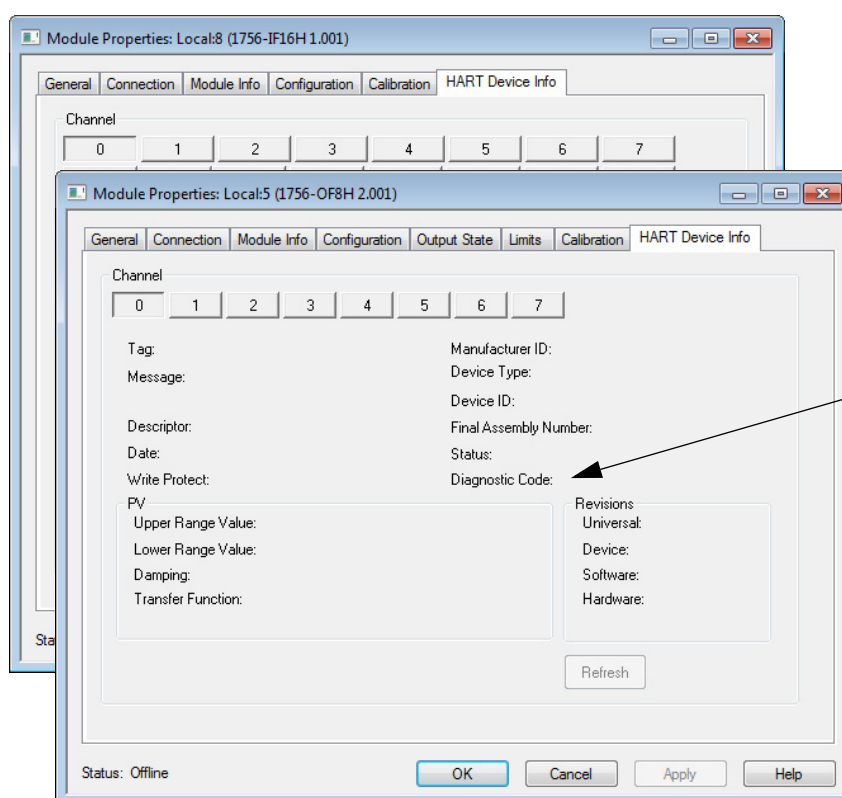 Module Properties: Local:8 (1756-IF16H 1.001)
General Connection Module Info Configuration Calibration HART Device Info
Channel
0 1 2 3 4 5 6 7
Module Properties: Local:5 (1756-OF8H 2.001)
General Connection Module Info Configuration Output State Limits Calibration HART Device Info
Channel
0 1 2 3 4 5 6 7
Tag: Manufacturer ID:
Message: Device Type:
Device ID:
Descriptor: Final Assembly Number:
Date: Status:
Write Protect: Diagnostic Code:
PV Revisions
Upper Range Value: Universal:
Lower Range Value: Device:
Damping: Software:
Transfer Function: Hardware:
Refresh
Status: Offline OK Cancel Apply Help